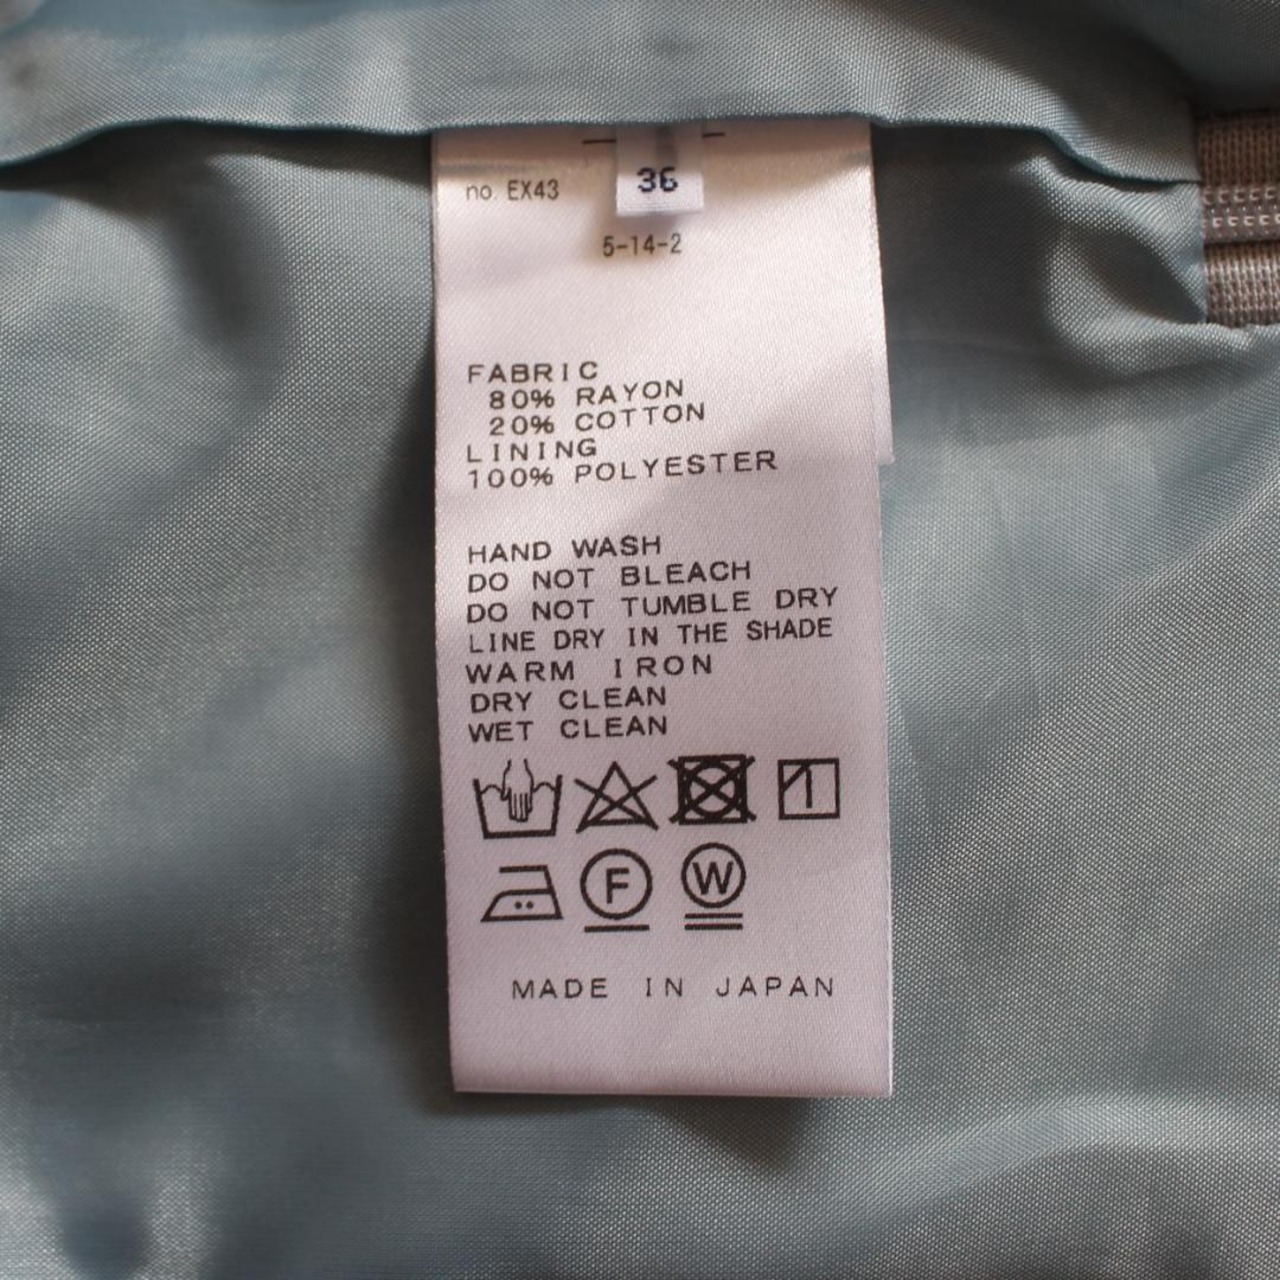 no. EX43
36
5-14-2
FABRIC
80% RAYON
20% COTTON
LINING
100% POLYESTER
HAND WASH
DO NOT BLEACH
DO NOT TUMBLE DRY
LINE DRY IN THE SHADE
WARM IRON
DRY CLEAN
WET CLEAN
F W
MADE IN JAPAN